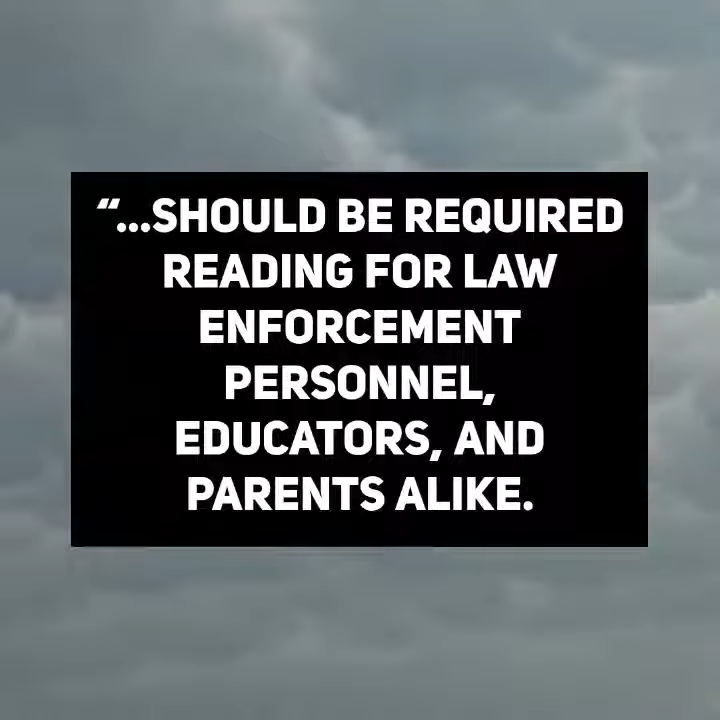 “...SHOULD BE REQUIRED
READING FOR LAW
ENFORCEMENT
PERSONNEL,
EDUCATORS, AND
PARENTS ALIKE.